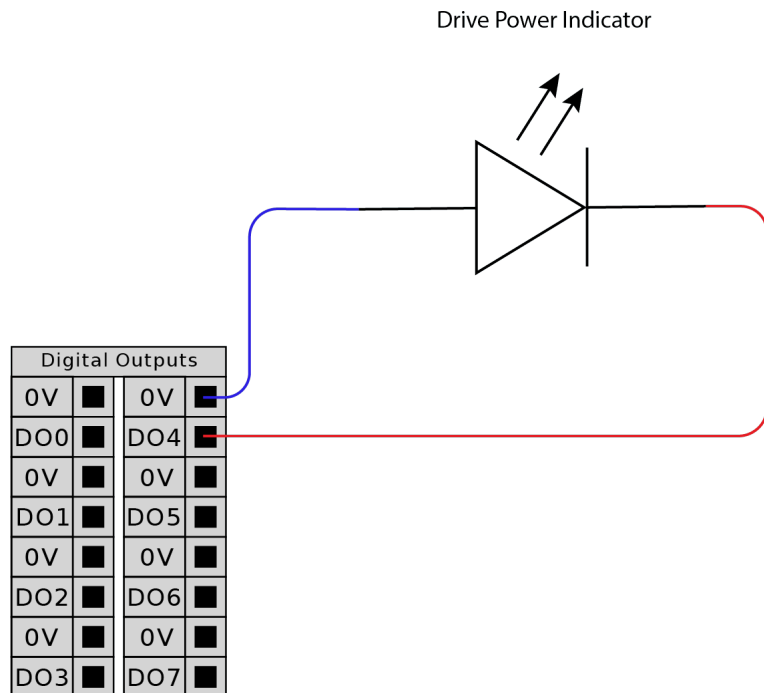 Drive Power Indicator
Digital Outputs
0V 0V
DO0 DO4
0V 0V
DO1 DO5
0V 0V
DO2 DO6
0V 0V
DO3 DO7